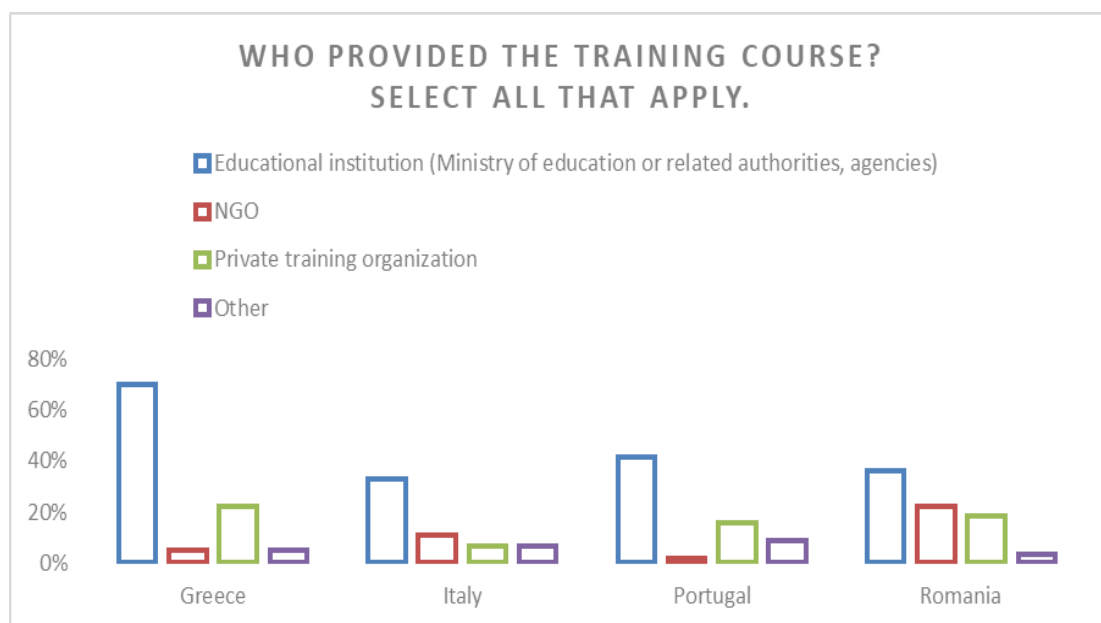 WHO PROVIDED THE TRAINING COURSE?
SELECT ALL THAT APPLY.
Educational institution (Ministry of education or related authorities, agencies)
NGO
Private training organization
Other
80%
60%
40%
20%
0%
Greece Italy Portugal Romania